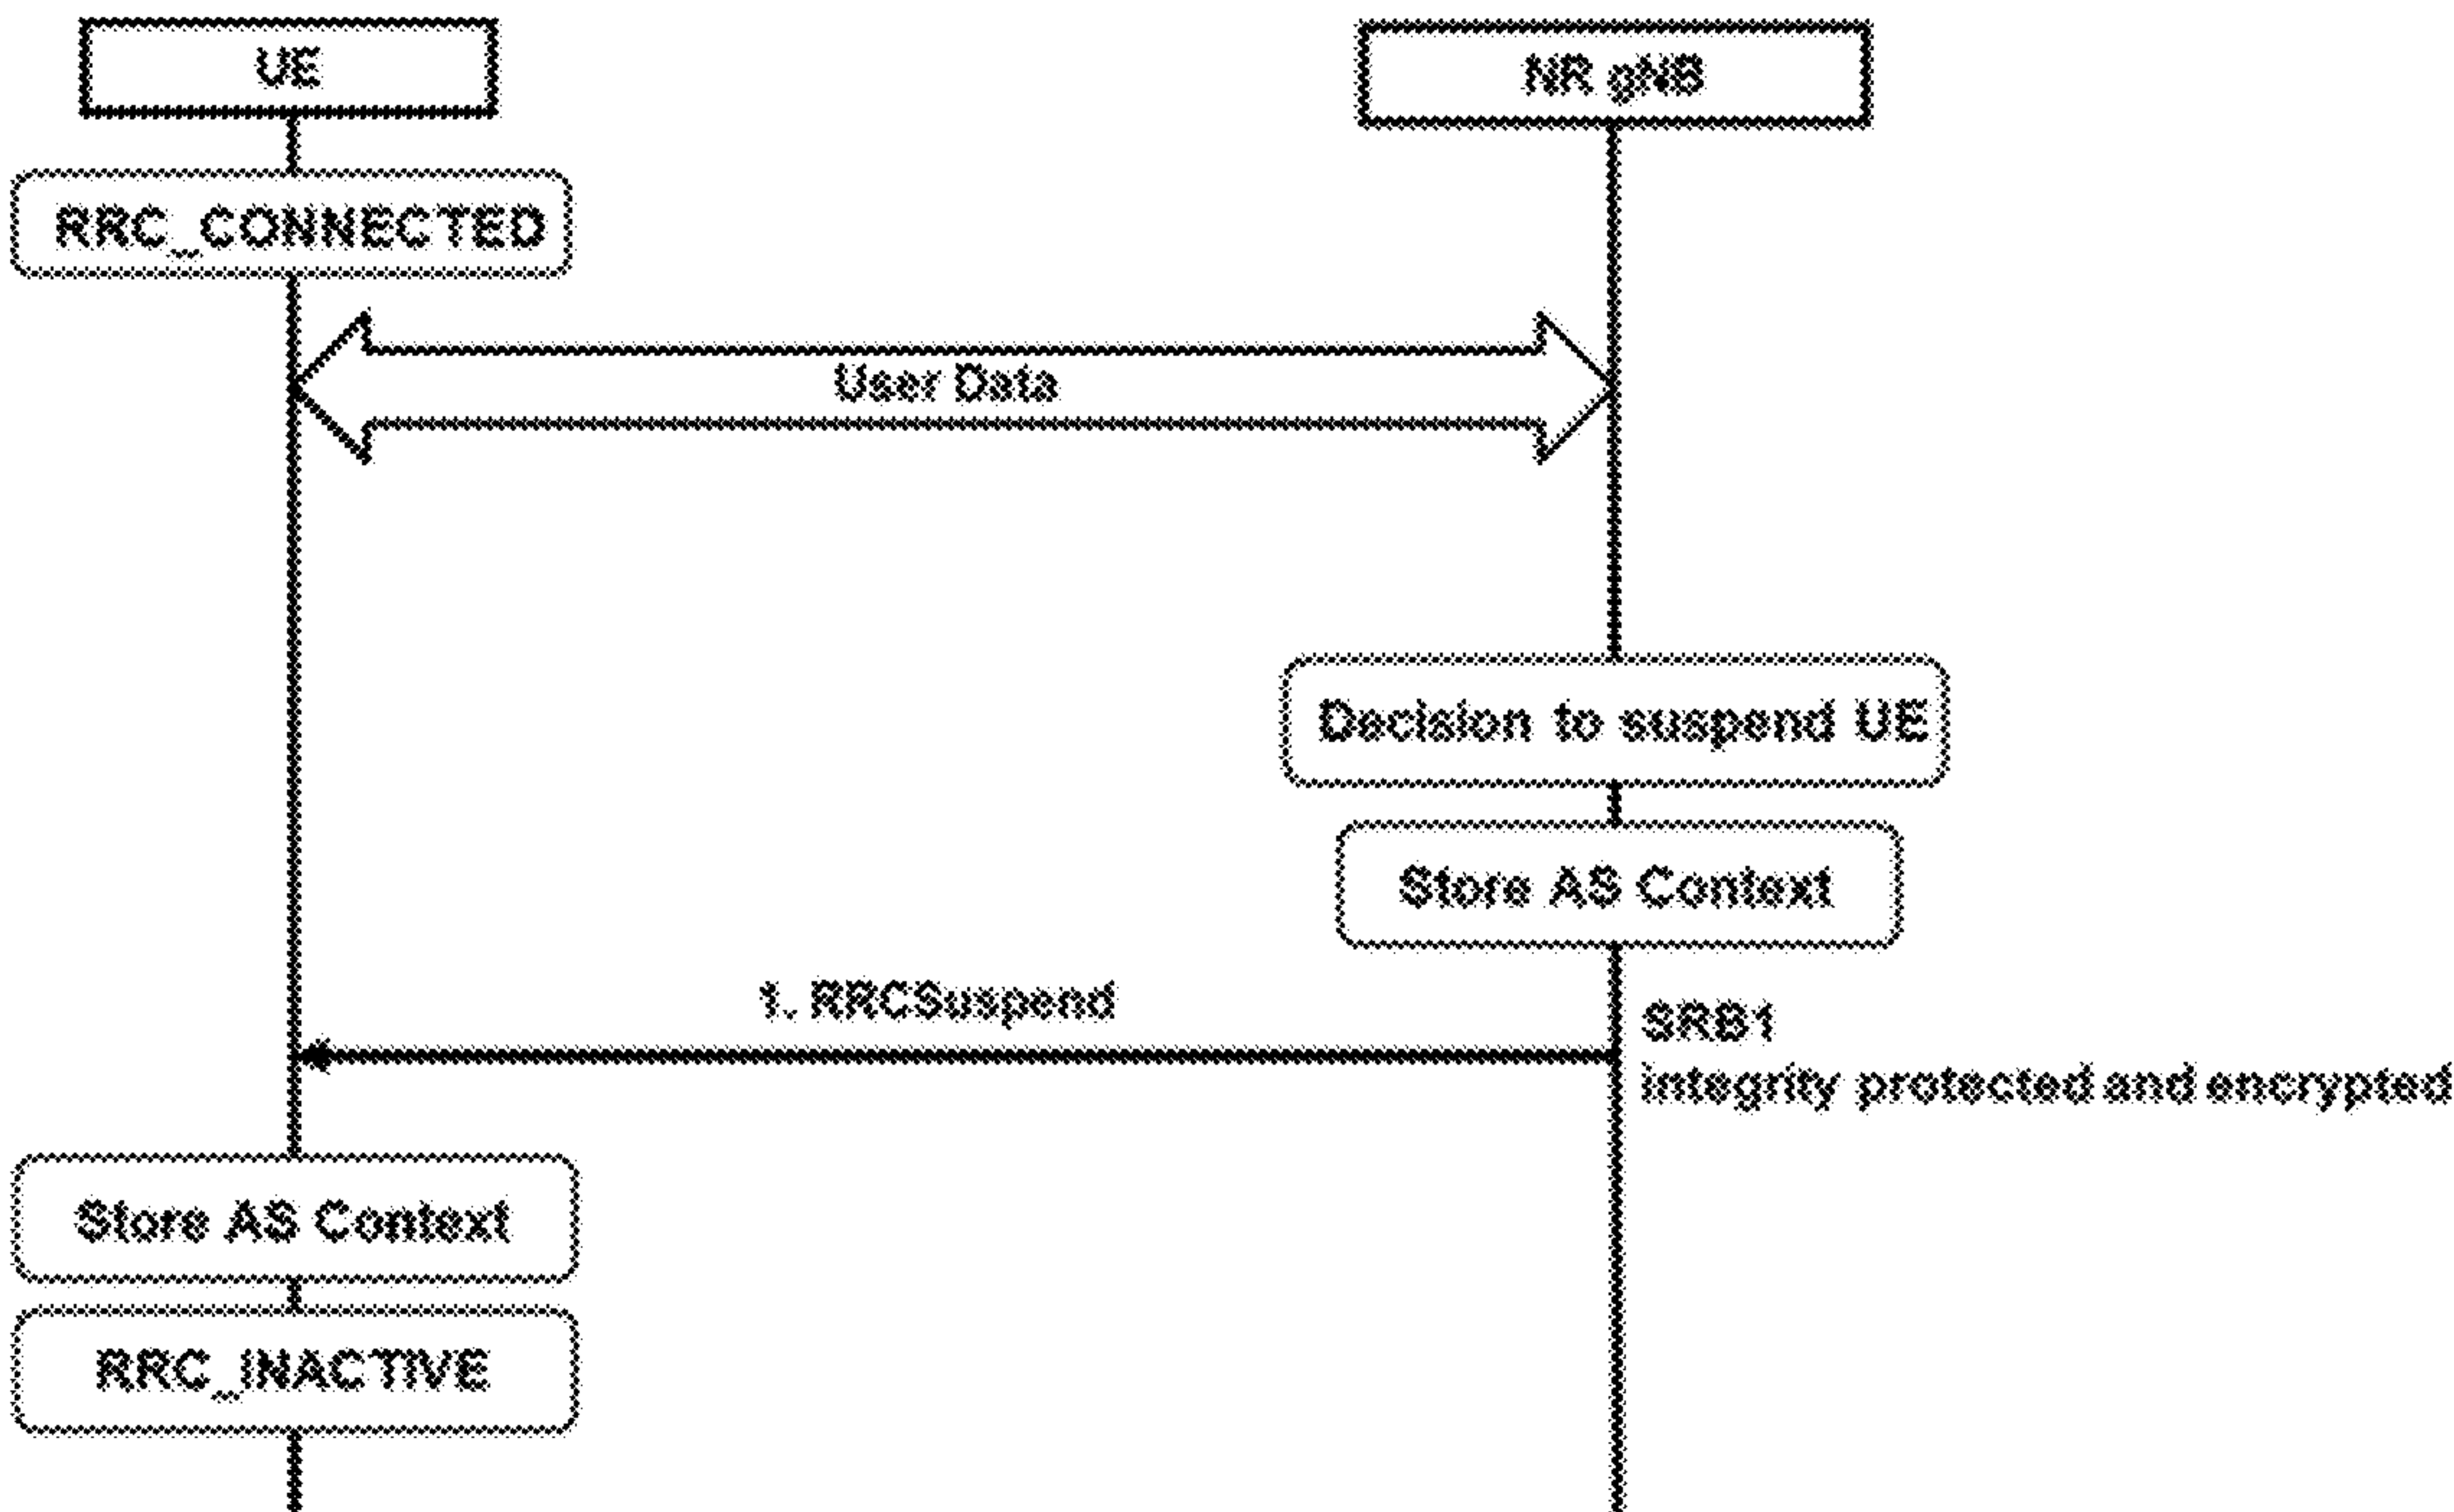 UE
NR gNB
RRC_CONNECTED
User Data
Decision to suspend UE
Store AS Context
1. RRCSuspend
SRB1
integrity protected and encrypted
Store AS Context
RRC_INACTIVE